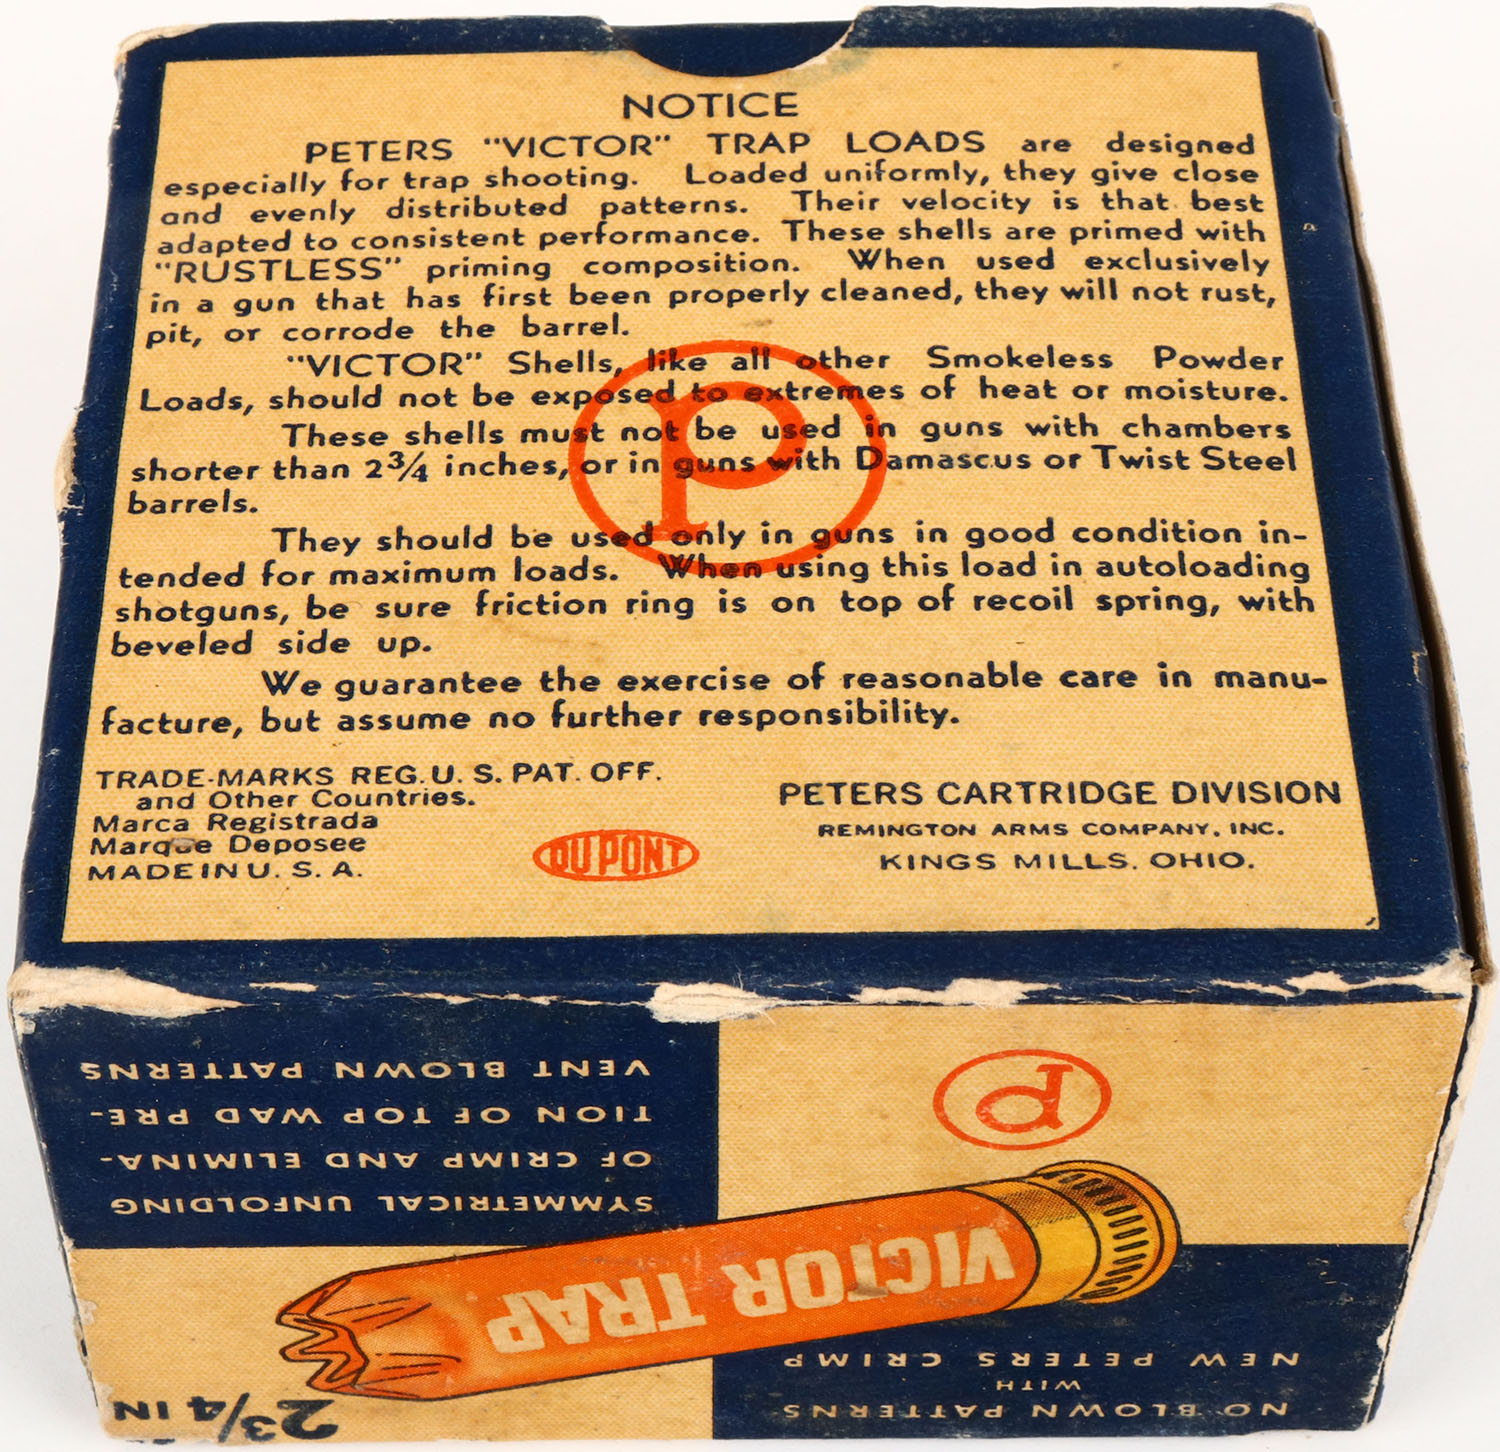 NOTICE
PETERS "VICTOR" TRAP LOADS are designed
especially for trap shooting. Loaded uniformly, they give close
and evenly distributed patterns. Their velocity is that best
adapted to consistent performance. These shells are primed with
"RUSTLESS" priming composition. When used exclusively
in a gun that has first been properly cleaned, they will not rust,
pit, or corrode the barrel.
"VICTOR" Shells, like all other Smokeless Powder
Loads, should not be exposed to extremes of heat or moisture.
These shells must not be used in guns with chambers
shorter than 2 3/4 inches, or in guns with Damascus or Twist Steel
barrels.
They should be used only in guns in good condition in-
tended for maximum loads. When using this load in autoloading
shotguns, be sure friction ring is on top of recoil spring, with
beveled side up.
We guarantee the exercise of reasonable care in manu-
facture, but assume no further responsibility.
P
TRADE-MARKS REG. U. S. PAT. OFF.
and Other Countries.
Marca Registrada
Marque Deposee
MADE IN U. S. A.
DU PONT
PETERS CARTRIDGE DIVISION
REMINGTON ARMS COMPANY, INC.
KINGS MILLS, OHIO.
NO BLOWN PATTERNS
WITH
NEW PETERS CRIMP
2 3/4 IN
VICTOR TRAP
SYMMETRICAL UNFOLDING
OF CRIMP AND ELIMINA-
TION OF TOP WAD PRE-
VENT BLOWN PATTERNS
P